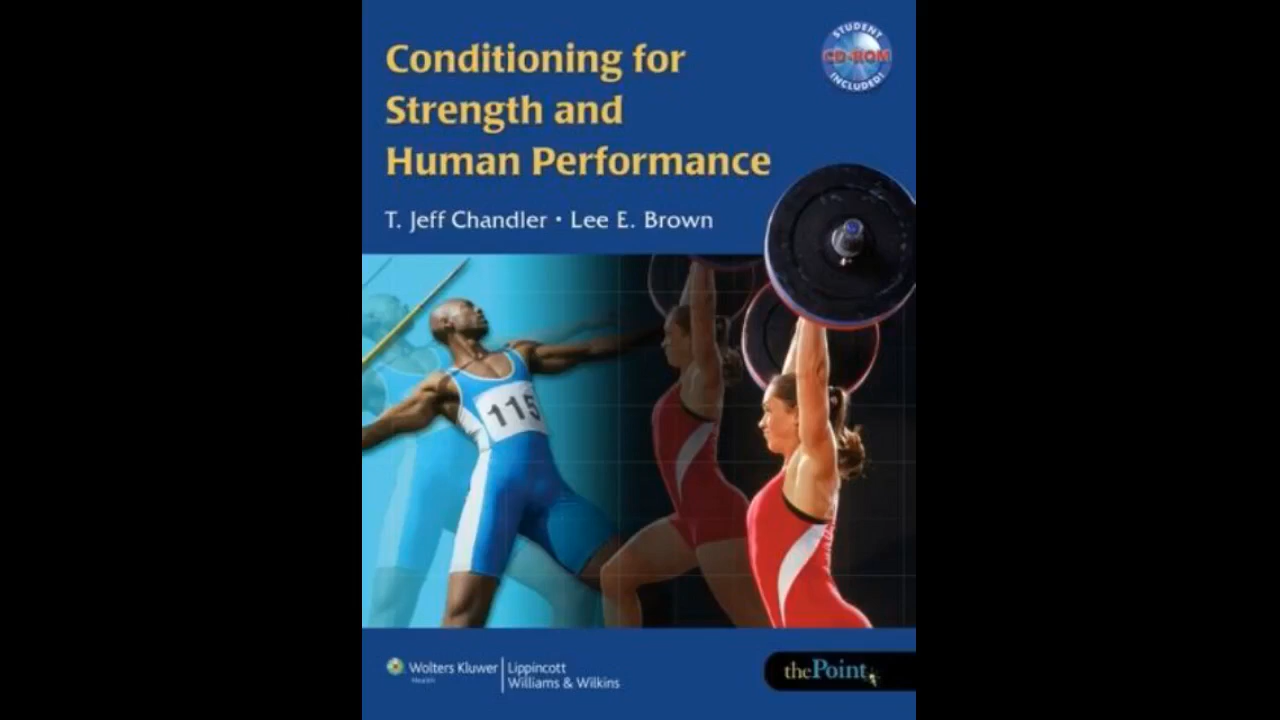 Conditioning for
Strength and
Human Performance
STUDENT
CD-ROM
INCLUDED!
T. Jeff Chandler • Lee E. Brown
115
Wolters Kluwer
Health
Lippincott
Williams & Wilkins
thePoint